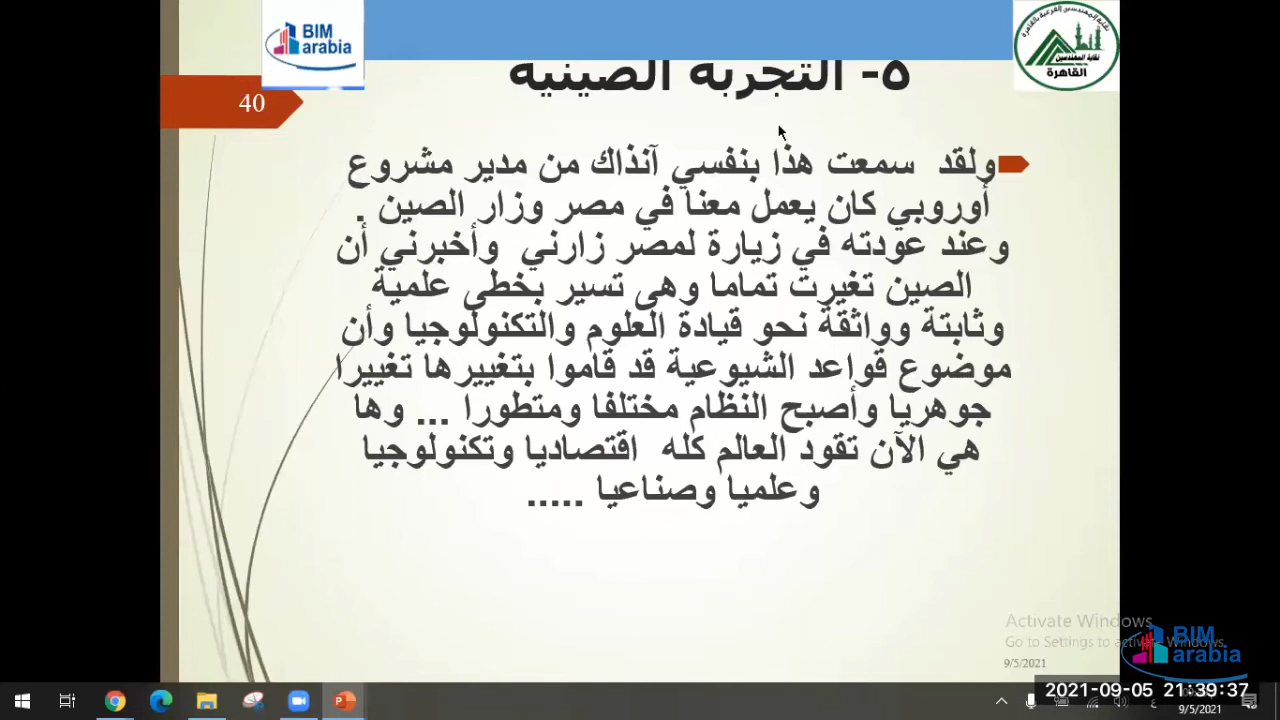 BIM
arabia
نقابة المهندسين الفرعية بالقاهرة
نقابة المهندسين
القاهرة
40
٥- التجربة الصينية
ولقد سمعت هذا بنفسي آنذاك من مدير مشروع
أوروبي كان يعمل معنا في مصر وزار الصين .
وعند عودته في زيارة لمصر زارني وأخبرني أن
الصين تغيرت تماما وهى تسير بخطى علمية
وثابتة وواثقة نحو قيادة العلوم والتكنولوجيا وأن
موضوع قواعد الشيوعية قد قاموا بتغييرها تغييرا
جوهريا وأصبح النظام مختلفا ومتطورا ... وها
هي الآن تقود العالم كله اقتصاديا وتكنولوجيا
وعلميا وصناعيا .....
Activate Windows
Go to Settings to activate Windows.
BIM
arabia
9/5/2021
2021-09-05 21:39:37
9/5/2021